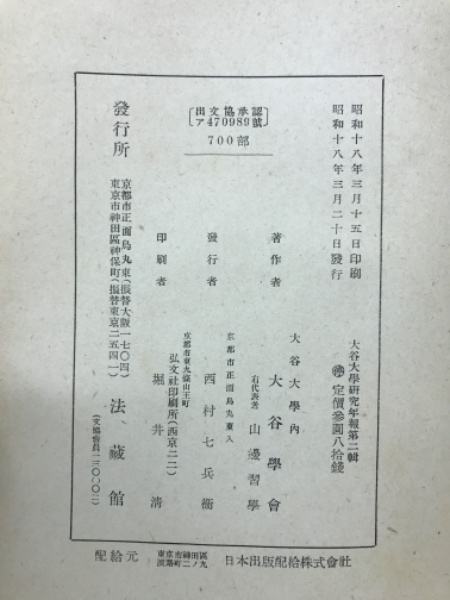 昭和十八年三月十五日印刷
昭和十八年三月二十日發行
大谷大學研究年報第二輯
㊕定價參圓八拾錢
出文協承認
ア470989號
700部
著作者
大谷大學內
大谷學會
右代表者 山邊習學
發行者
京都市正面烏丸東入
西村七兵衞
印刷者
京都市東九條山王町
弘文社印刷所(西京二二)
堀井淸
發行所
京都市正面烏丸東(振替大阪一七〇四)
東京市神田區神保町(振替東京二五四一)
法藏館
(文協會員一三〇〇〇二)
配給元
東京市神田區
淡路町二ノ九
日本出版配給株式會社